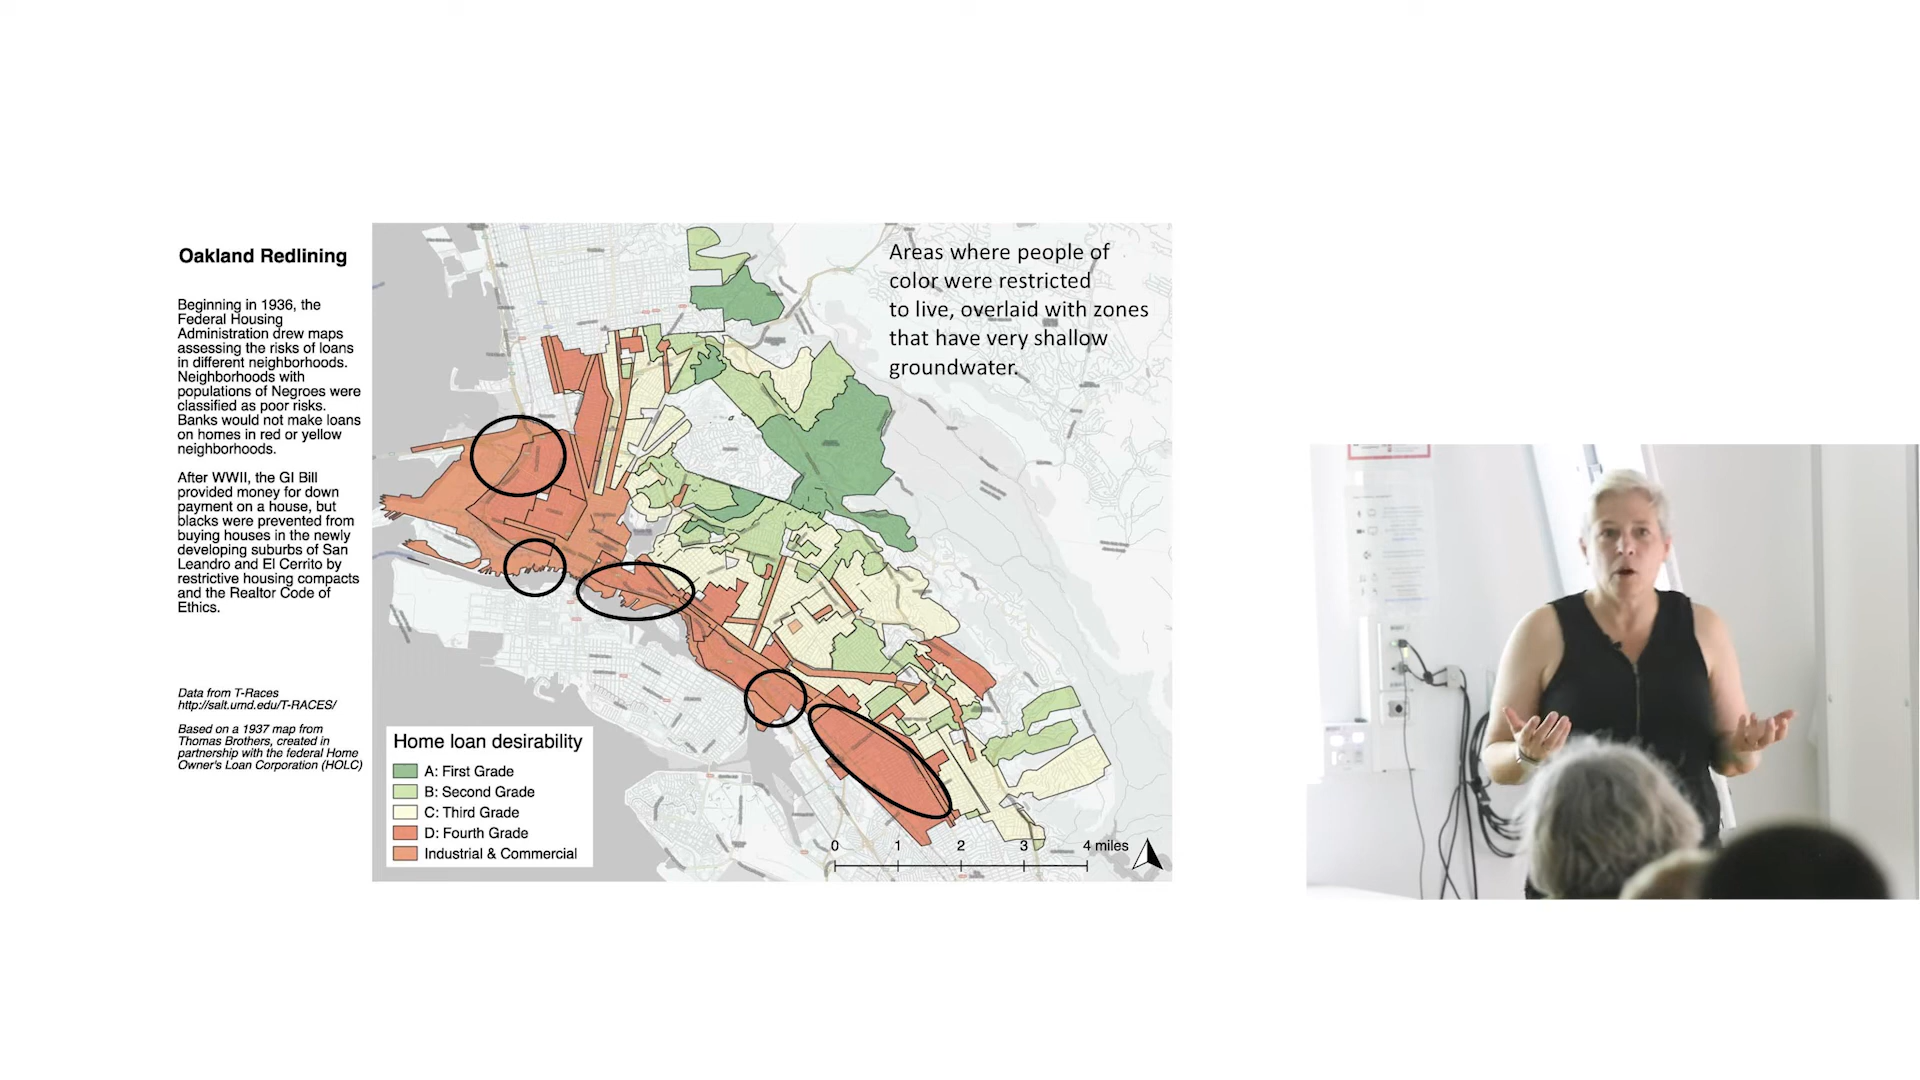 Oakland Redlining
Beginning in 1936, the
Federal Housing
Administration drew maps
assessing the risks of loans
in different neighborhoods.
Neighborhoods with
populations of Negroes were
classified as poor risks.
Banks would not make loans
on homes in red or yellow
neighborhoods.
After WWII, the GI Bill
provided money for down
payment on a house, but
blacks were prevented from
buying houses in the newly
developing suburbs of San
Leandro and El Cerrito by
restrictive housing compacts
and the Realtor Code of
Ethics.
Data from T-Races
http://salt.umd.edu/T-RACES/
Based on a 1937 map from
Thomas Brothers, created in
partnership with the federal Home
Owner's Loan Corporation (HOLC)
Areas where people of
color were restricted
to live, overlaid with zones
that have very shallow
groundwater.
Home loan desirability
A: First Grade
B: Second Grade
C: Third Grade
D: Fourth Grade
Industrial & Commercial
0 1 2 3 4 miles